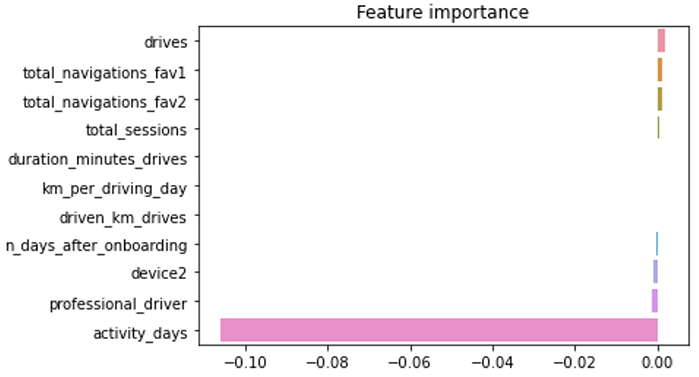 Feature importance
drives
total_navigations_fav1
total_navigations_fav2
total_sessions
duration_minutes_drives
km_per_driving_day
driven_km_drives
n_days_after_onboarding
device2
professional_driver
activity_days
−0.10 −0.08 −0.06 −0.04 −0.02 0.00